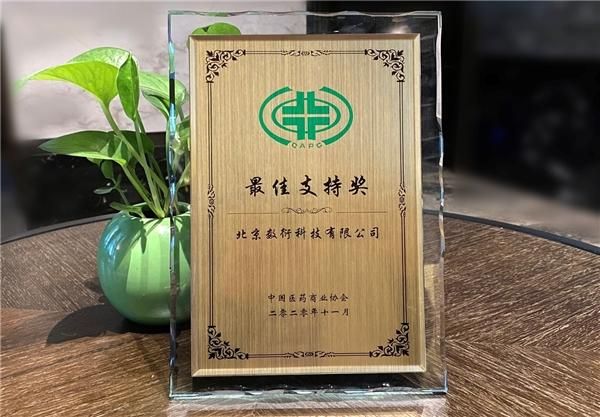 QAPC
最佳支持奖
北京数衍科技有限公司
中国医药商业协会
二零二零年十一月